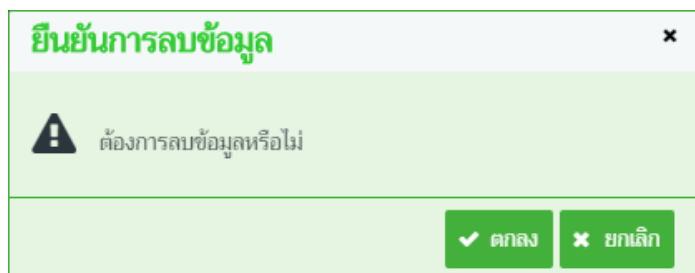 ยืนยันการลบข้อมูล
ต้องการลบข้อมูลหรือไม่
ตกลง ยกเลิก